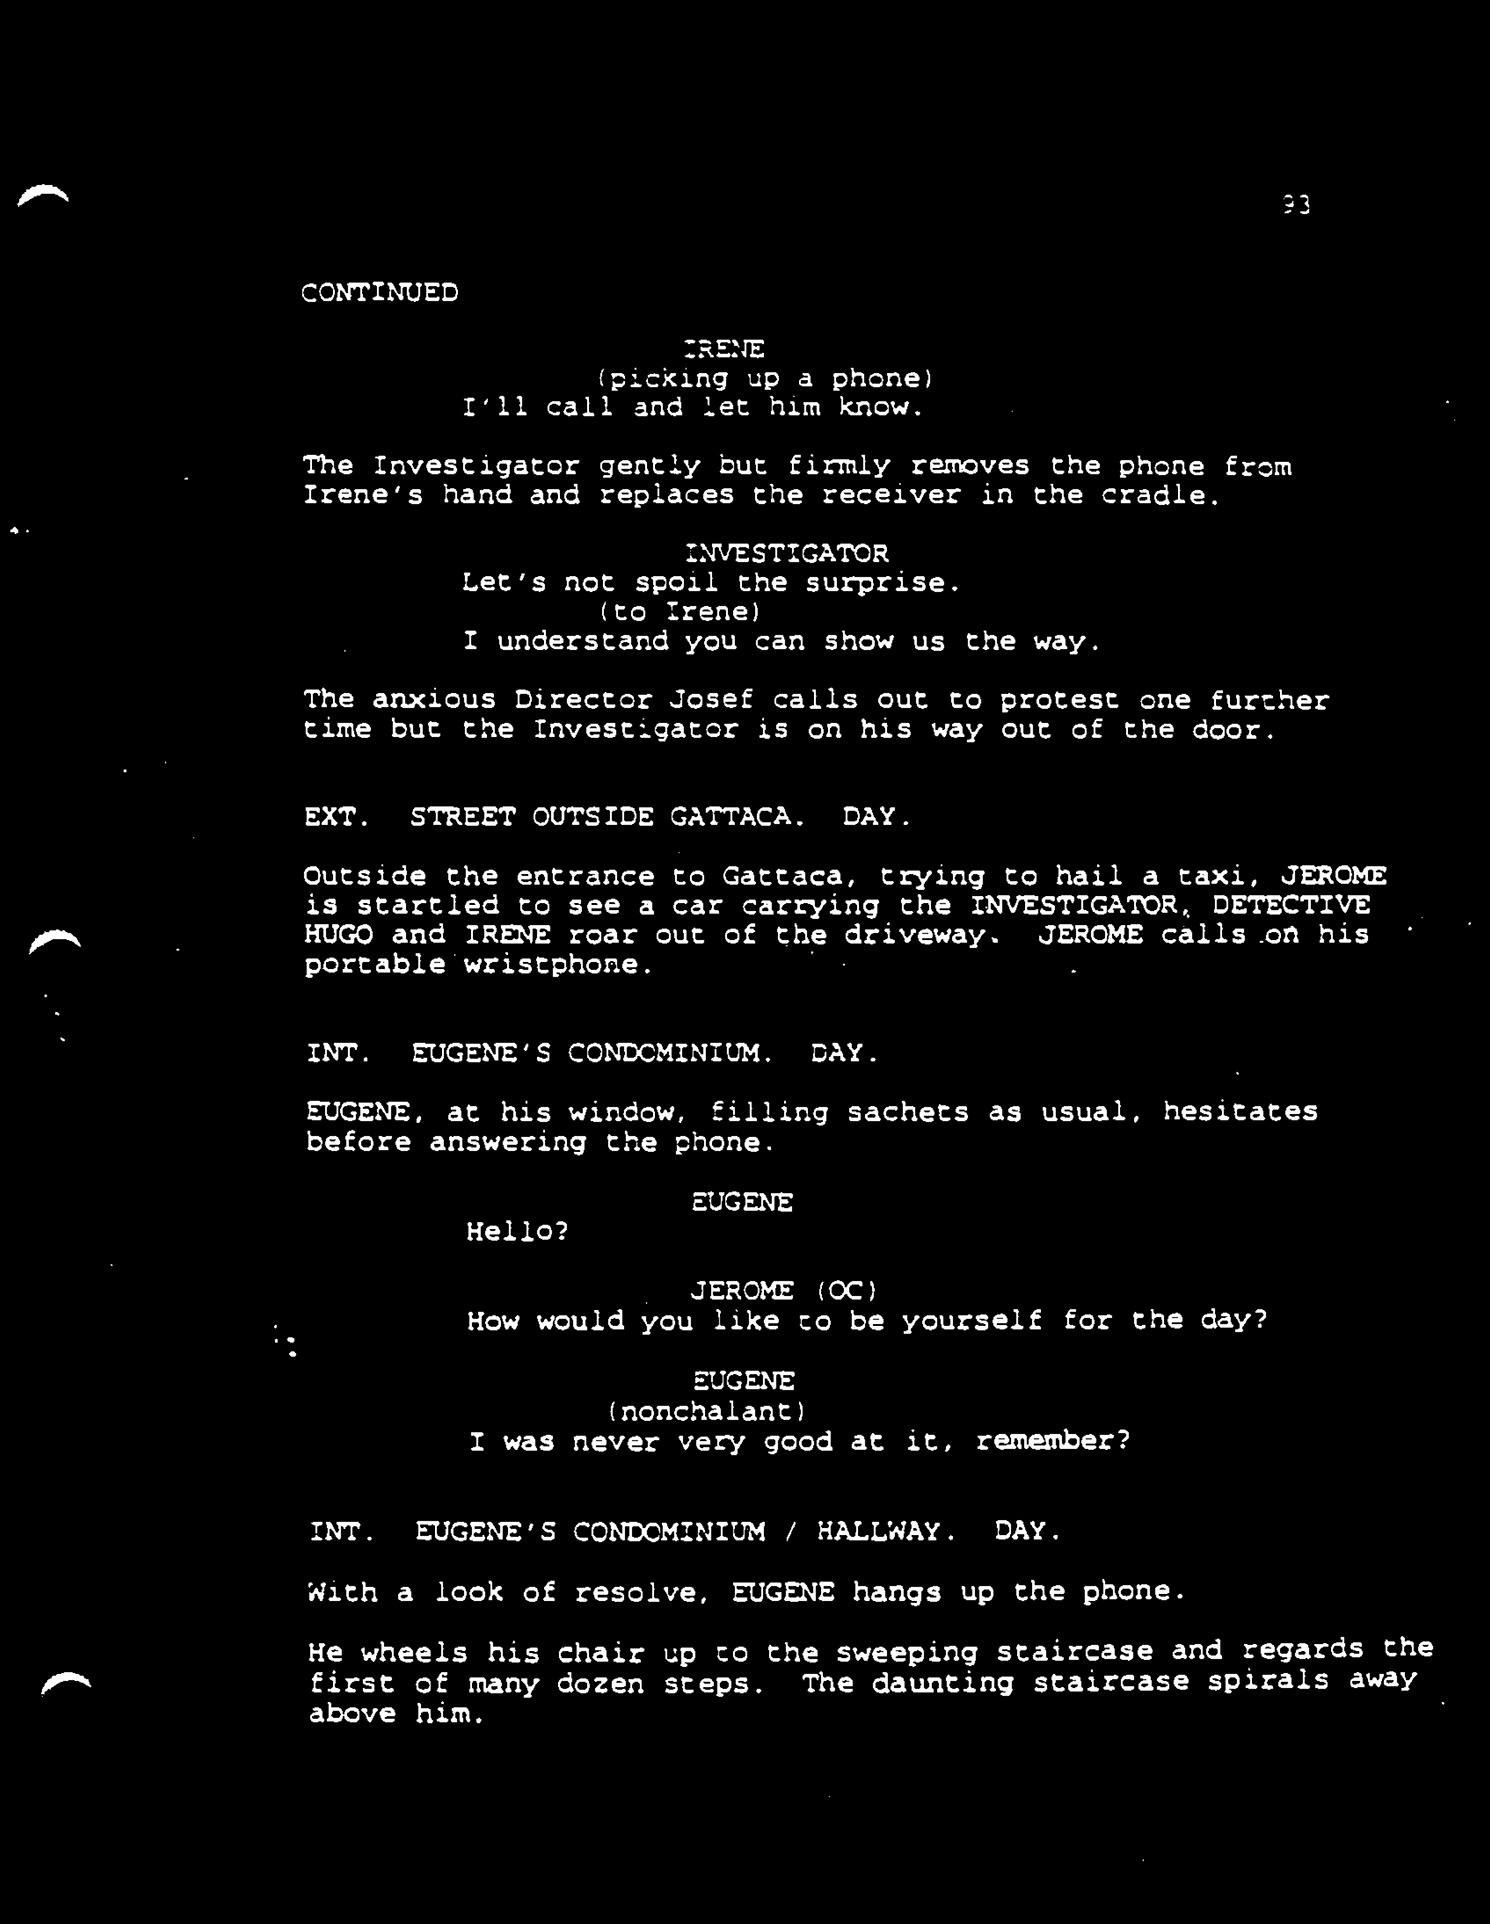 93
CONTINUED
IRENE
(picking up a phone)
I'll call and let him know.
The Investigator gently but firmly removes the phone from
Irene's hand and replaces the receiver in the cradle.
INVESTIGATOR
Let's not spoil the surprise.
(to Irene)
I understand you can show us the way.
The anxious Director Josef calls out to protest one further
time but the Investigator is on his way out of the door.
EXT. STREET OUTSIDE GATTACA. DAY.
Outside the entrance to Gattaca, trying to hail a taxi, JEROME
is startled to see a car carrying the INVESTIGATOR, DETECTIVE
HUGO and IRENE roar out of the driveway. JEROME calls on his
portable wristphone.
INT. EUGENE'S CONDOMINIUM. DAY.
EUGENE, at his window, filling sachets as usual, hesitates
before answering the phone.
EUGENE
Hello?
JEROME (OC)
How would you like to be yourself for the day?
EUGENE
(nonchalant)
I was never very good at it, remember?
INT. EUGENE'S CONDOMINIUM / HALLWAY. DAY.
With a look of resolve, EUGENE hangs up the phone.
He wheels his chair up to the sweeping staircase and regards the
first of many dozen steps. The daunting staircase spirals away
above him.